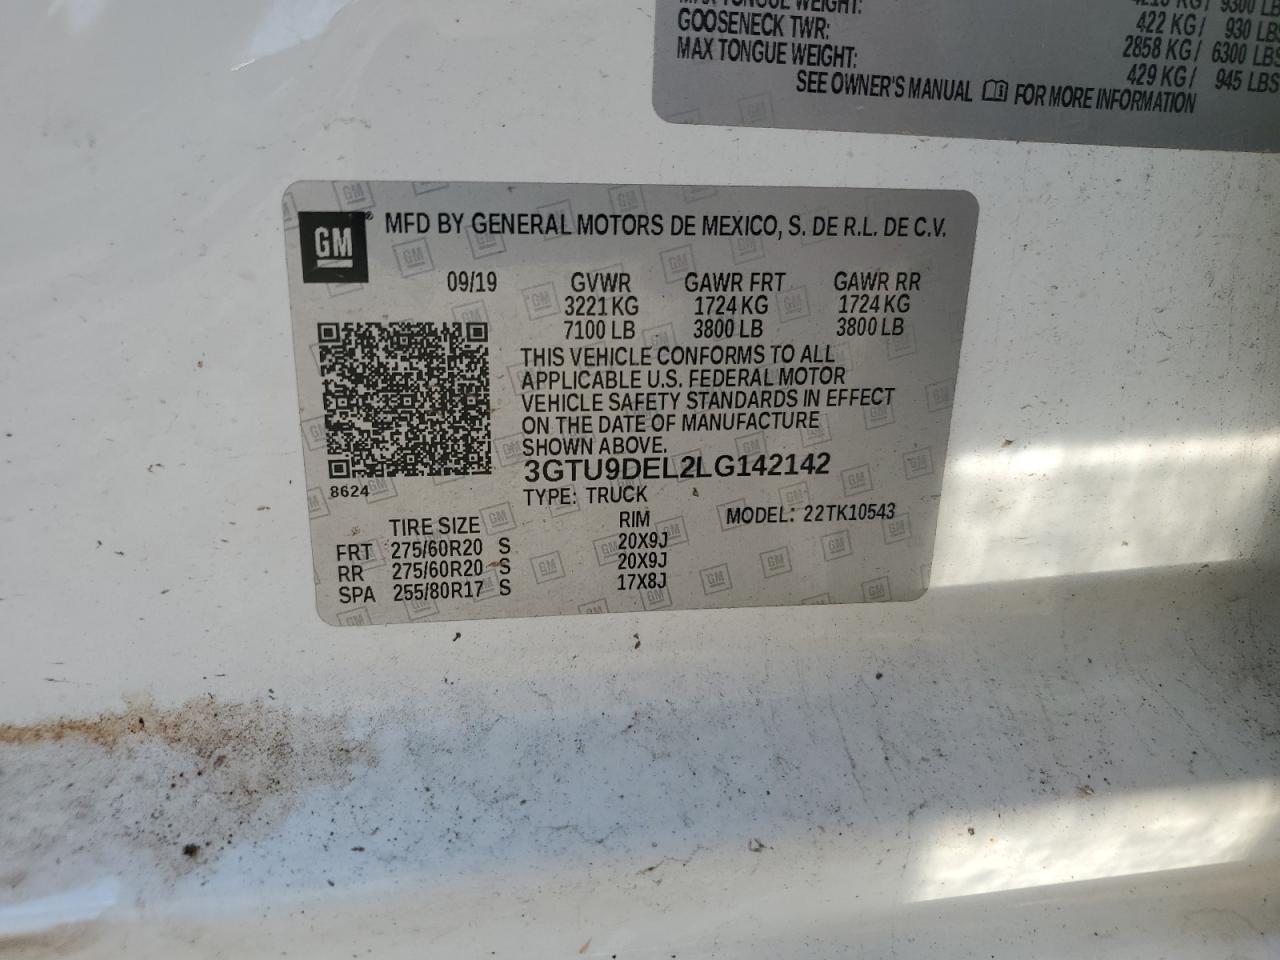 MAX TONGUE WEIGHT:
GOOSENECK TWR: 422 KG/ 930 LBS
MAX TONGUE WEIGHT: 2858 KG/ 6300 LBS
429 KG/ 945 LBS
SEE OWNER'S MANUAL FOR MORE INFORMATION
GM® MFD BY GENERAL MOTORS DE MEXICO, S. DE R.L. DE C.V.
09/19 GVWR GAWR FRT GAWR RR
3221 KG 1724 KG 1724 KG
7100 LB 3800 LB 3800 LB
THIS VEHICLE CONFORMS TO ALL
APPLICABLE U.S. FEDERAL MOTOR
VEHICLE SAFETY STANDARDS IN EFFECT
ON THE DATE OF MANUFACTURE
SHOWN ABOVE.
3GTU9DEL2LG142142
8624
TYPE: TRUCK
TIRE SIZE RIM MODEL: 22TK10543
FRT 275/60R20 S 20X9J
RR 275/60R20 S 20X9J
SPA 255/80R17 S 17X8J